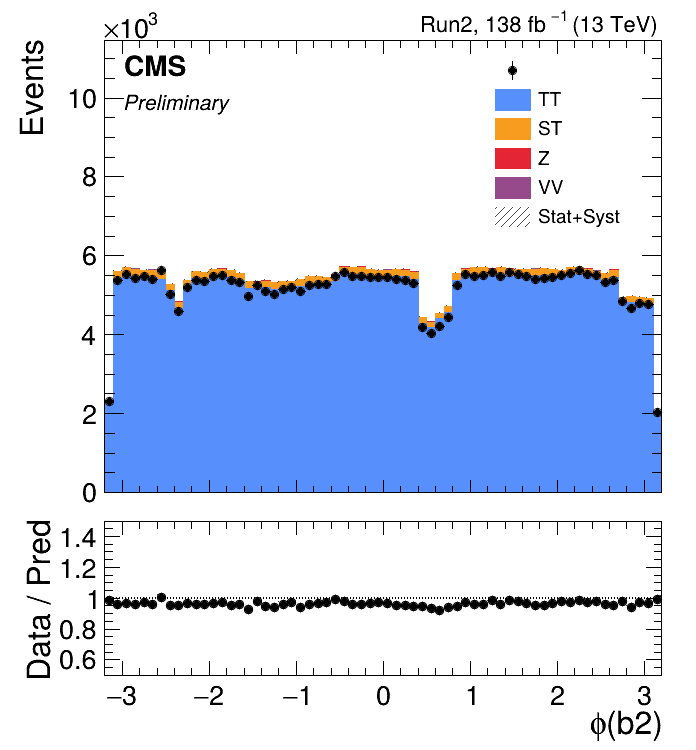 ×10³
Run2, 138 fb⁻¹ (13 TeV)
CMS
Preliminary
Events
10
8
6
4
2
0
TT
ST
Z
VV
Stat+Syst
Data / Pred
1.4
1.2
1
0.8
0.6
−3 −2 −1 0 1 2 3
ϕ(b2)